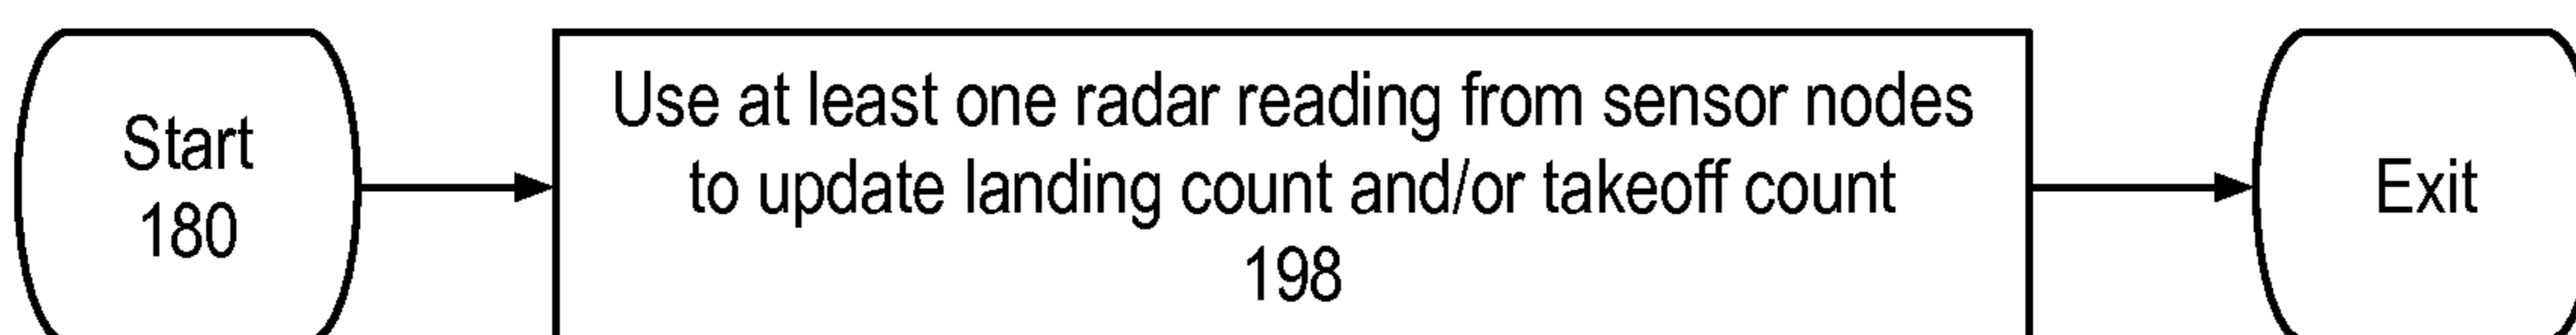 Start
180
Use at least one radar reading from sensor nodes
to update landing count and/or takeoff count
198
Exit